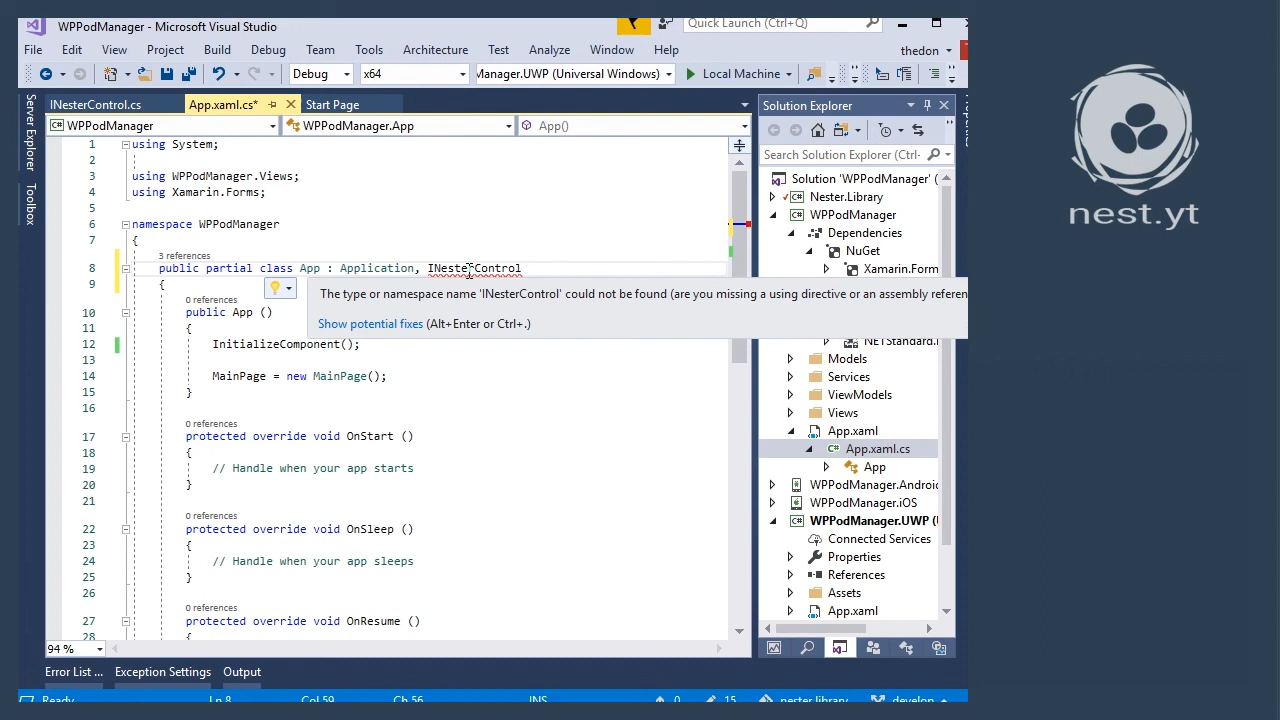 WPPodManager - Microsoft Visual Studio
Quick Launch (Ctrl+Q)
File Edit View Project Build Debug Team Tools Architecture Test Analyze Window Help
thedon
Debug x64 Manager.UWP (Universal Windows) Local Machine
Server Explorer
Toolbox
INesterControl.cs App.xaml.cs* Start Page
WPPodManager WPPodManager.App App()
1 using System;
2
3 using WPPodManager.Views;
4 using Xamarin.Forms;
5
6 namespace WPPodManager
7 {
3 references
8 public partial class App : Application, INesterControl
9 {
The type or namespace name 'INesterControl' could not be found (are you missing a using directive or an assembly referen
Show potential fixes (Alt+Enter or Ctrl+.)
0 references
10 public App ()
11 {
12 InitializeComponent();
13
14 MainPage = new MainPage();
15 }
16
0 references
17 protected override void OnStart ()
18 {
19 // Handle when your app starts
20 }
21
0 references
22 protected override void OnSleep ()
23 {
24 // Handle when your app sleeps
25 }
26
0 references
27 protected override void OnResume ()
28 {
94 %
Solution Explorer
Search Solution Explorer (Ctrl+
Solution 'WPPodManager' (
Nester.Library
WPPodManager
Dependencies
NuGet
Xamarin.Form
NETStandard.
Models
Services
ViewModels
Views
App.xaml
App.xaml.cs
App
WPPodManager.Android
WPPodManager.iOS
WPPodManager.UWP (U
Connected Services
Properties
References
Assets
App.xaml
Error List ... Exception Settings Output
Ready Ln 8 Col 59 Ch 56 INS 0 15 nester.library develop
nest.yt